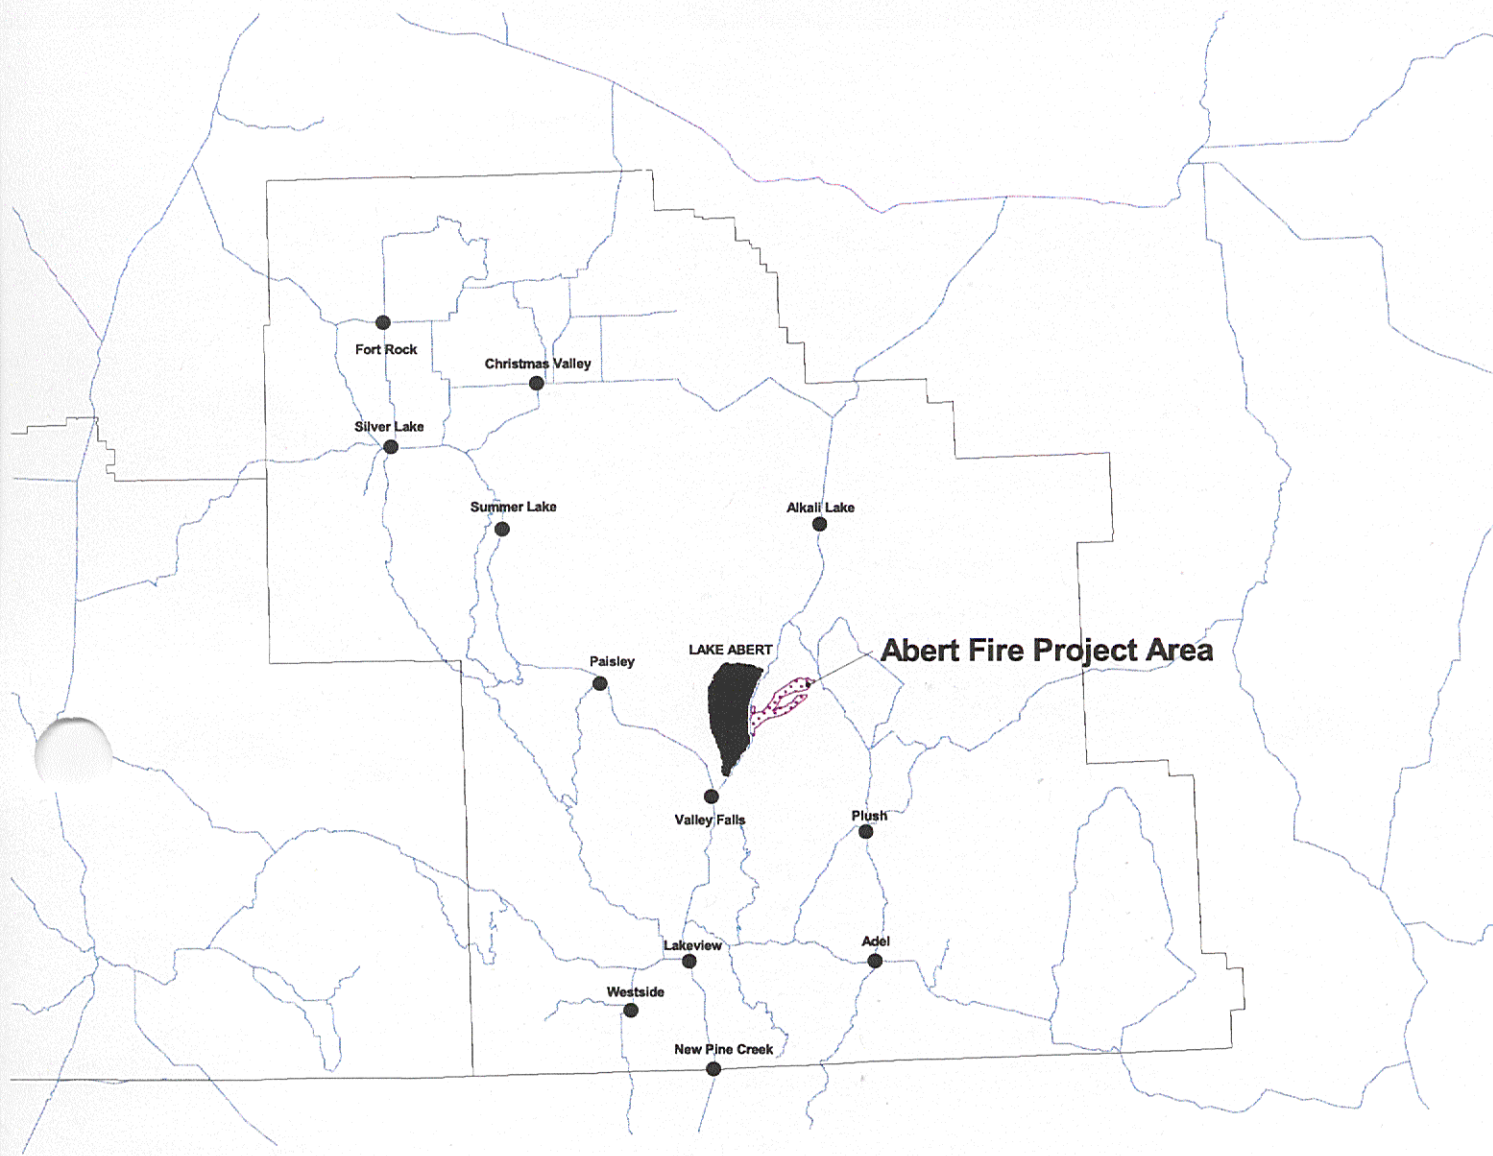 Fort Rock
Christmas Valley
Silver Lake
Summer Lake
Alkali Lake
LAKE ABERT
Abert Fire Project Area
Paisley
Valley Falls
Plush
Lakeview
Adel
Westside
New Pine Creek